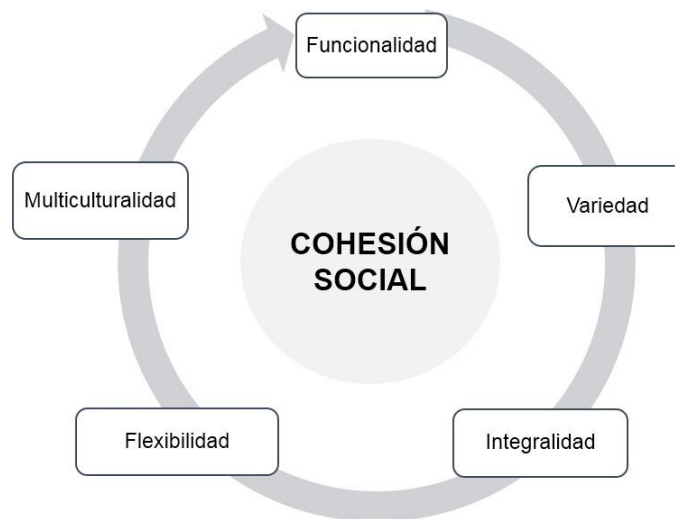 Funcionalidad
Variedad
Integralidad
Flexibilidad
Multiculturalidad
COHESIÓN
SOCIAL